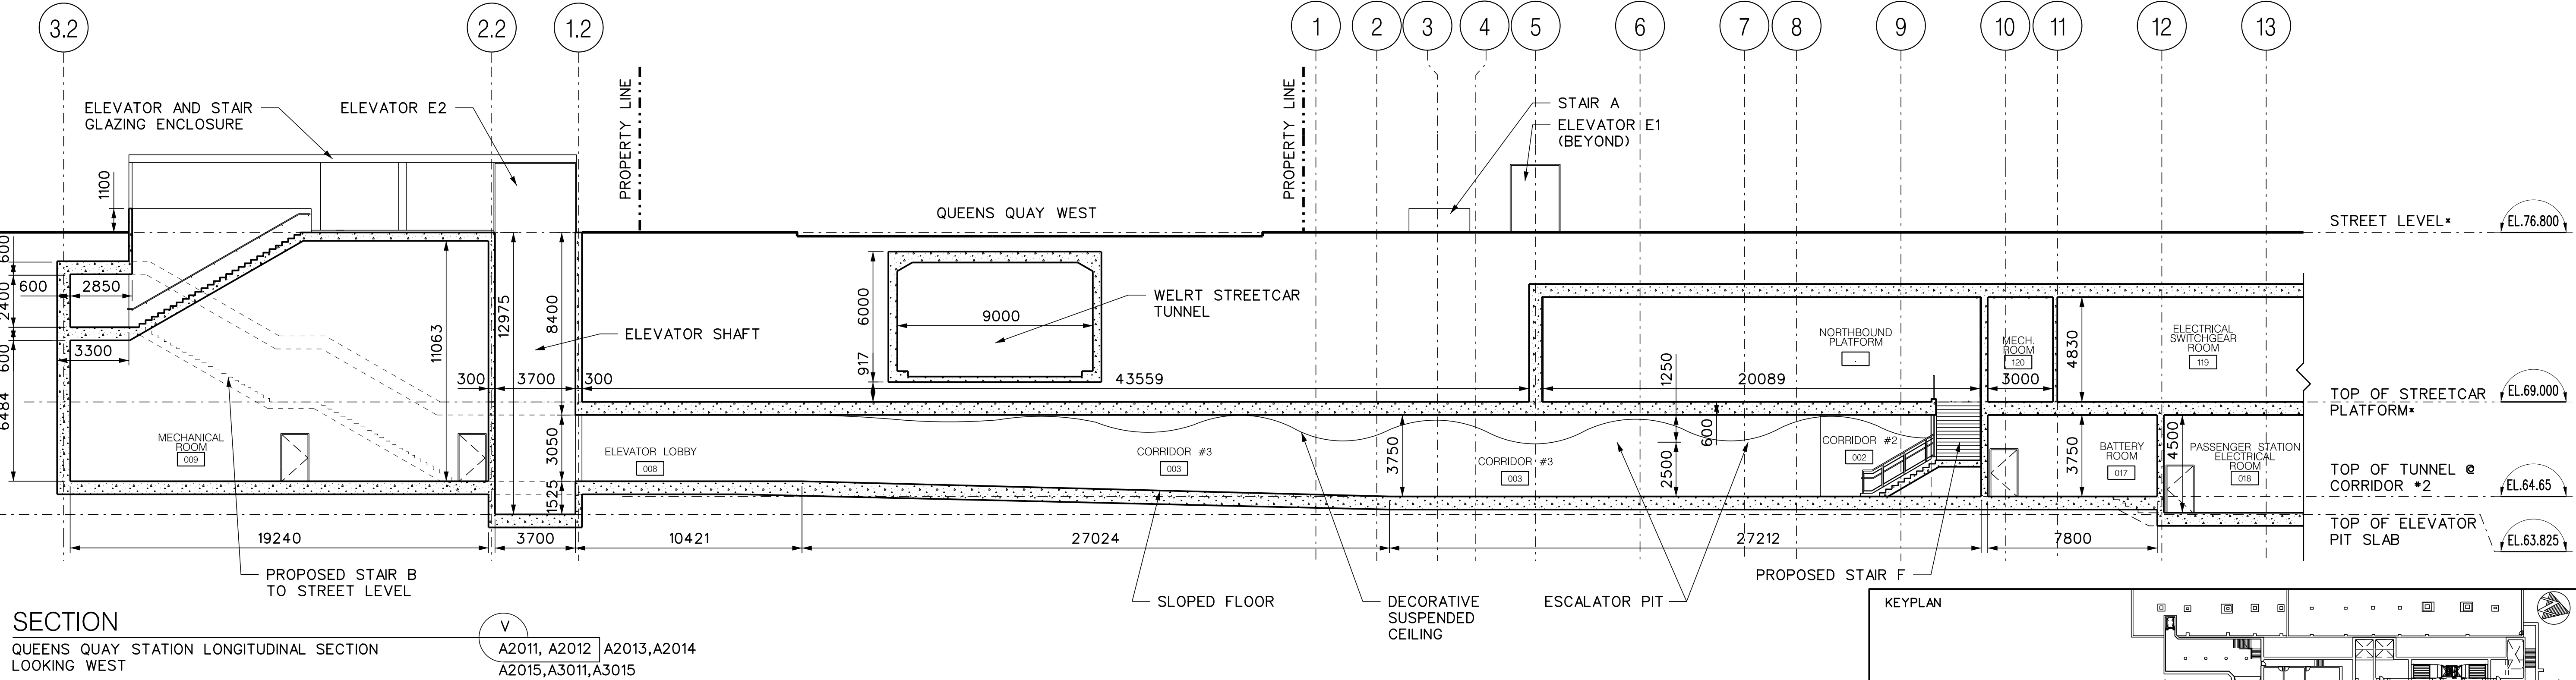 3.2
2.2
1.2
1
2
3
4
5
6
7
8
9
10
11
12
13
ELEVATOR AND STAIR
GLAZING ENCLOSURE
ELEVATOR E2
PROPERTY LINE
PROPERTY LINE
STAIR A
ELEVATOR E1
(BEYOND)
1100
QUEENS QUAY WEST
STREET LEVEL*
EL.76.800
600
2400
600
6484
600
2850
3300
11063
12975
8400
ELEVATOR SHAFT
300
3700
300
6000
917
9000
WELRT STREETCAR
TUNNEL
43559
1250
20089
NORTHBOUND
PLATFORM
.
MECH.
ROOM
120
3000
4830
ELECTRICAL
SWITCHGEAR
ROOM
119
TOP OF STREETCAR
PLATFORM*
EL.69.000
MECHANICAL
ROOM
009
3050
1525
ELEVATOR LOBBY
008
CORRIDOR #3
003
3750
CORRIDOR #3
003
600
2500
CORRIDOR #2
002
3750
BATTERY
ROOM
017
4500
PASSENGER STATION
ELECTRICAL
ROOM
018
TOP OF TUNNEL @
CORRIDOR #2
EL.64.65
TOP OF ELEVATOR
PIT SLAB
EL.63.825
19240
3700
10421
27024
27212
7800
PROPOSED STAIR B
TO STREET LEVEL
SLOPED FLOOR
DECORATIVE
SUSPENDED
CEILING
ESCALATOR PIT
PROPOSED STAIR F
SECTION
QUEENS QUAY STATION LONGITUDINAL SECTION
LOOKING WEST
V
A2011, A2012 A2013,A2014
A2015,A3011,A3015
KEYPLAN